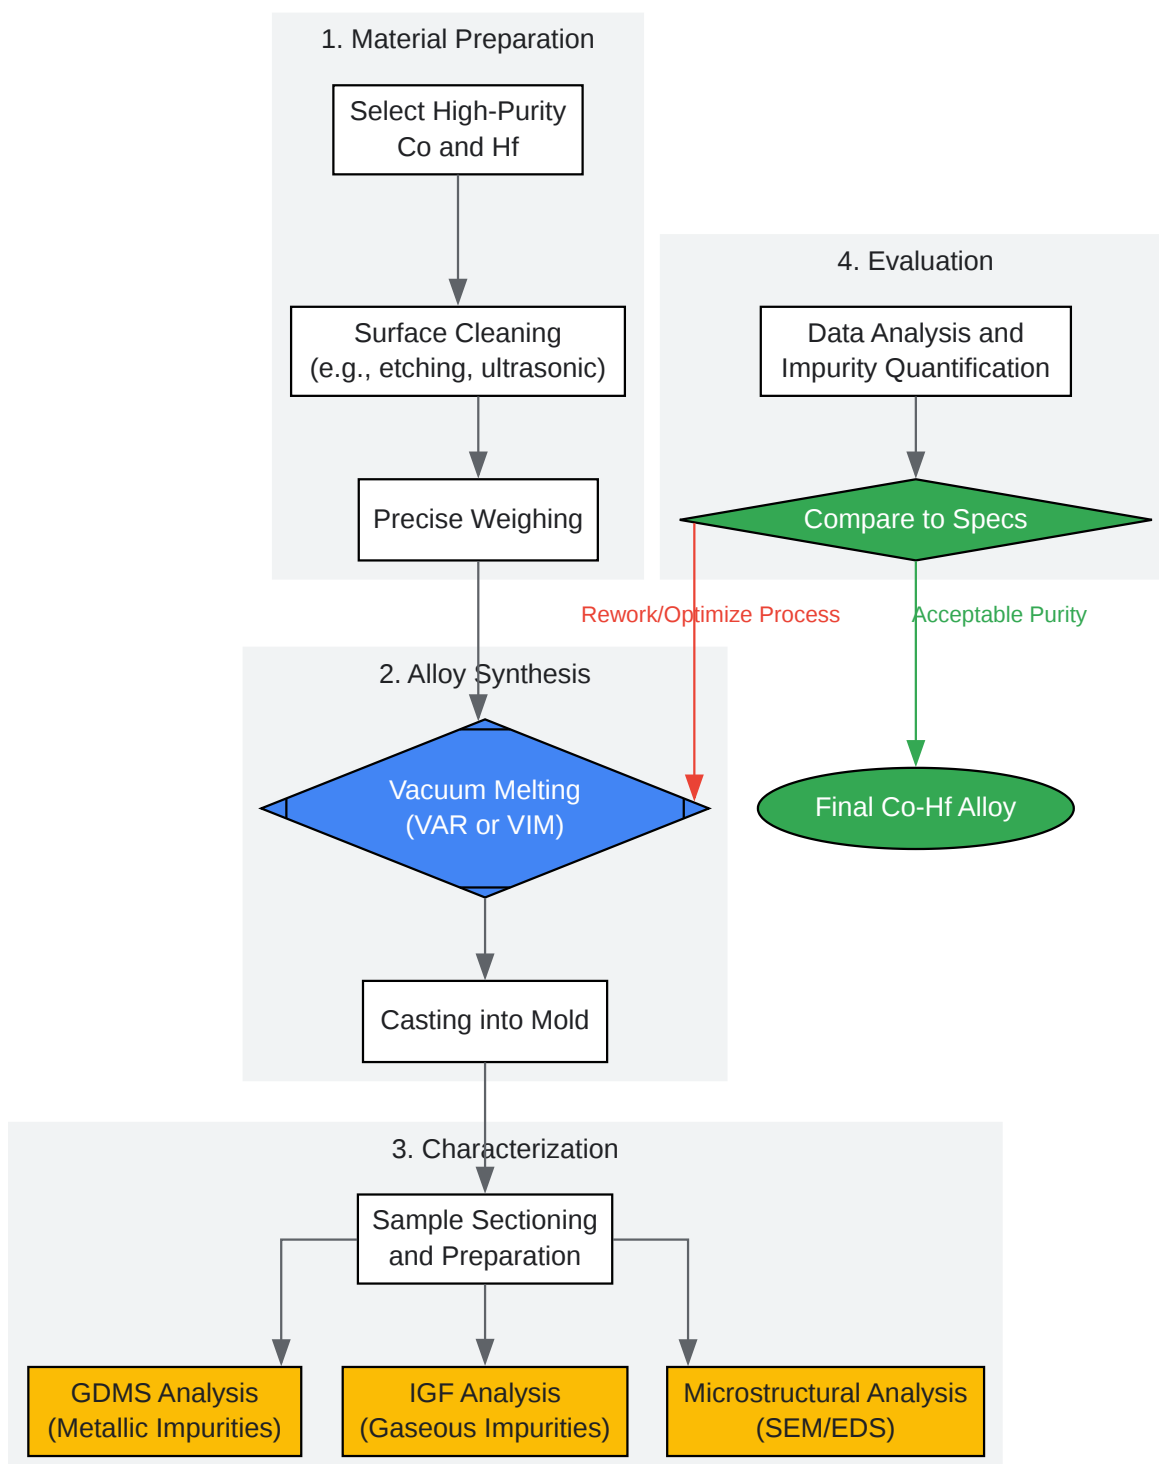 1. Material Preparation
Select High-Purity
Co and Hf
Surface Cleaning
(e.g., etching, ultrasonic)
Precise Weighing
4. Evaluation
Data Analysis and
Impurity Quantification
Compare to Specs
Rework/Optimize Process
Acceptable Purity
2. Alloy Synthesis
Vacuum Melting
(VAR or VIM)
Final Co-Hf Alloy
Casting into Mold
3. Characterization
Sample Sectioning
and Preparation
GDMS Analysis
(Metallic Impurities)
IGF Analysis
(Gaseous Impurities)
Microstructural Analysis
(SEM/EDS)